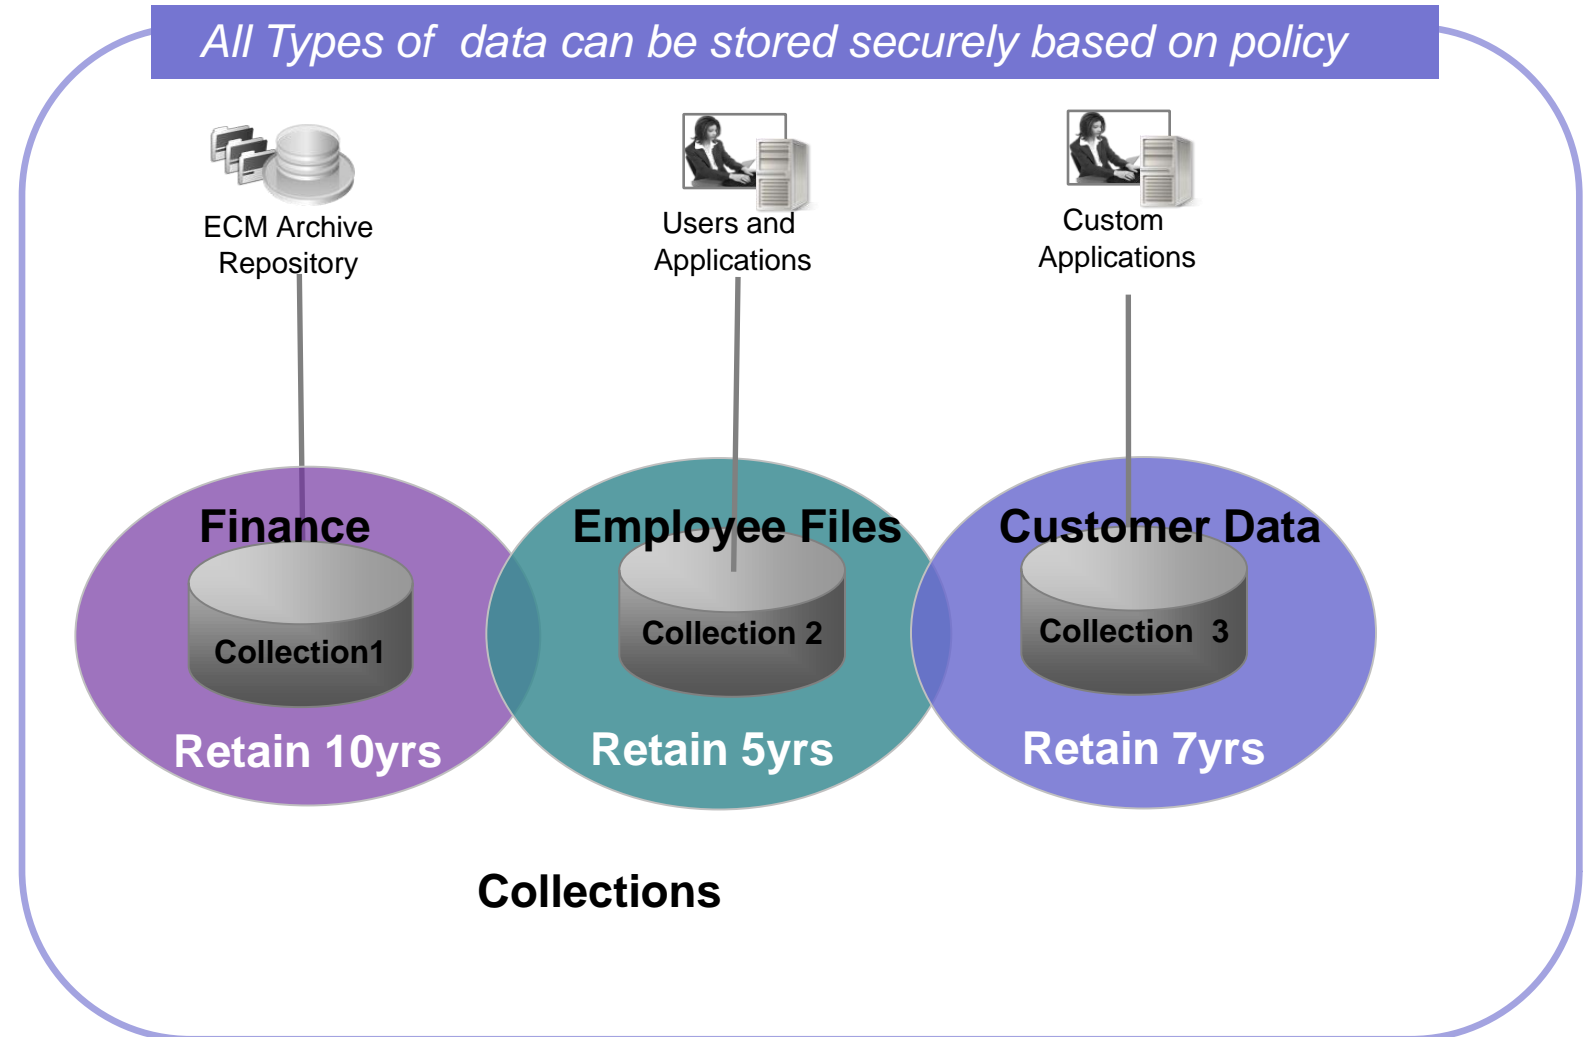 All Types of  data can be stored securely based on policy
ECM Archive
Repository
Users and
Applications
Custom
Applications
Finance
Collection1
Retain 10yrs
Employee Files
Collection 2
Retain 5yrs
Customer Data
Collection  3
Retain 7yrs
Collections